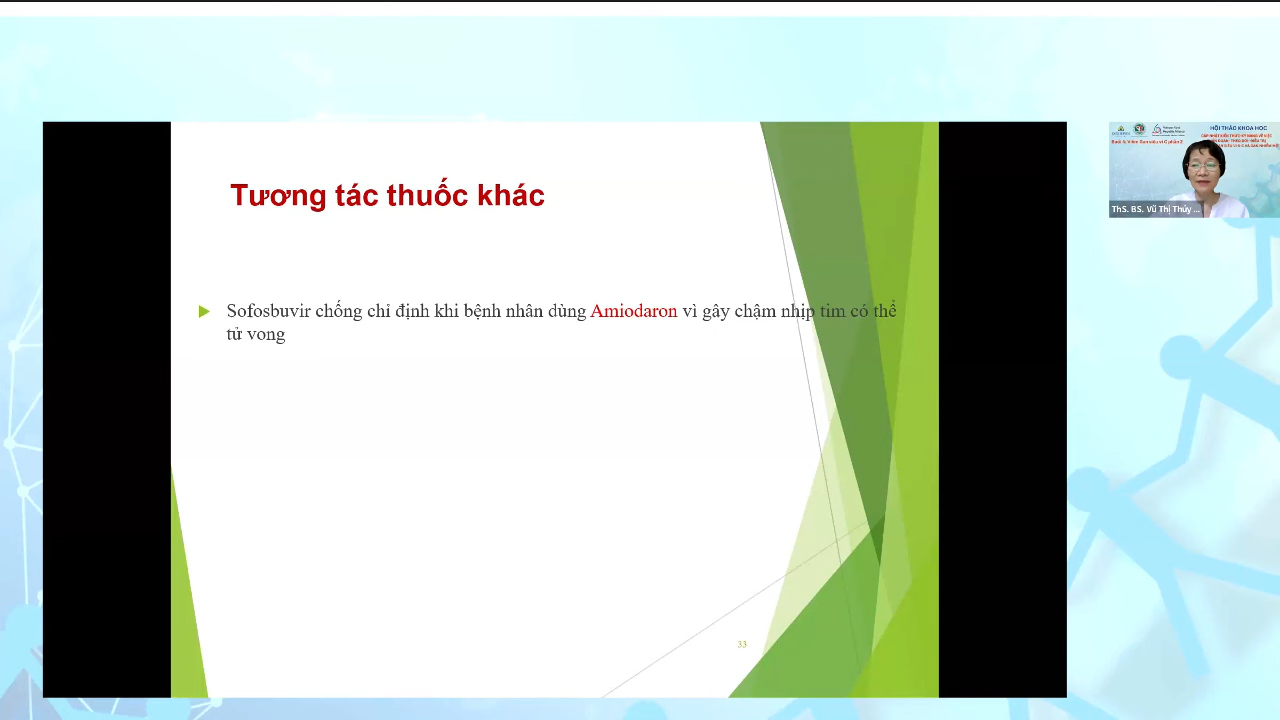 Tương tác thuốc khác
Sofosbuvir chống chỉ định khi bệnh nhân dùng Amiodaron vì gây chậm nhịp tim có thể
tử vong
33
HỘI THẢO KHOA HỌC
ThS. BS. Vũ Thị Thúy ...